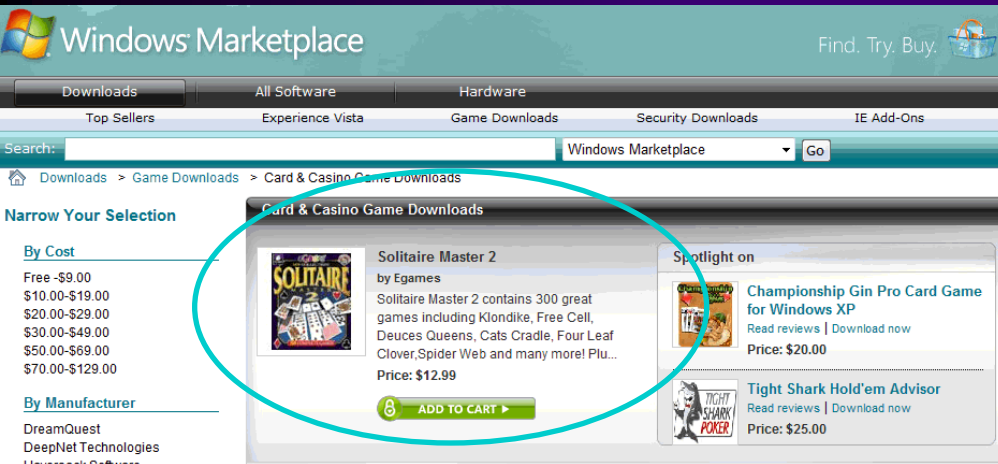 Windows Marketplace
Find. Try. Buy.
Downloads All Software Hardware
Top Sellers Experience Vista Game Downloads Security Downloads IE Add-Ons
Search: Windows Marketplace Go
Downloads > Game Downloads > Card & Casino Game Downloads
Narrow Your Selection
By Cost
Free -$9.00
$10.00-$19.00
$20.00-$29.00
$30.00-$49.00
$50.00-$69.00
$70.00-$129.00
By Manufacturer
DreamQuest
DeepNet Technologies
Card & Casino Game Downloads
SOLITAIRE
MASTER
2
Solitaire Master 2
by Egames
Solitaire Master 2 contains 300 great
games including Klondike, Free Cell,
Deuces Queens, Cats Cradle, Four Leaf
Clover,Spider Web and many more! Plu...
Price: $12.99
ADD TO CART
Spotlight on
Championship Gin Pro Card Game
for Windows XP
Read reviews | Download now
Price: $20.00
TIGHT
SHARK
POKER
Tight Shark Hold'em Advisor
Read reviews | Download now
Price: $25.00